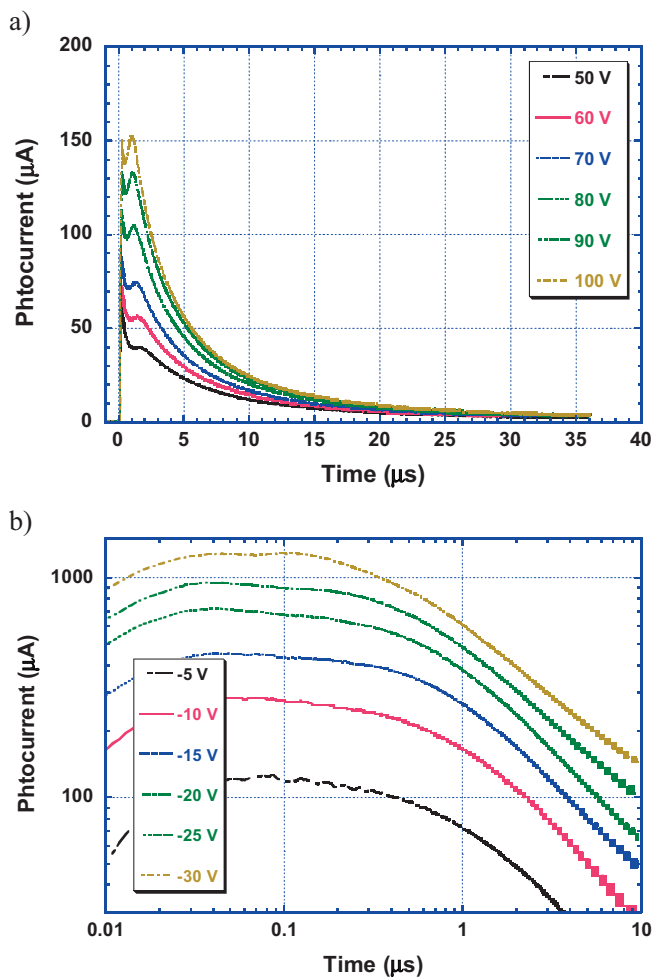 a)
200
150
100
50
0
Phtocurrent (µA)
50 V
60 V
70 V
80 V
90 V
100 V
0 5 10 15 20 25 30 35 40
Time (µs)
b)
1000
100
Phtocurrent (µA)
-5 V
-10 V
-15 V
-20 V
-25 V
-30 V
0.01 0.1 1 10
Time (µs)